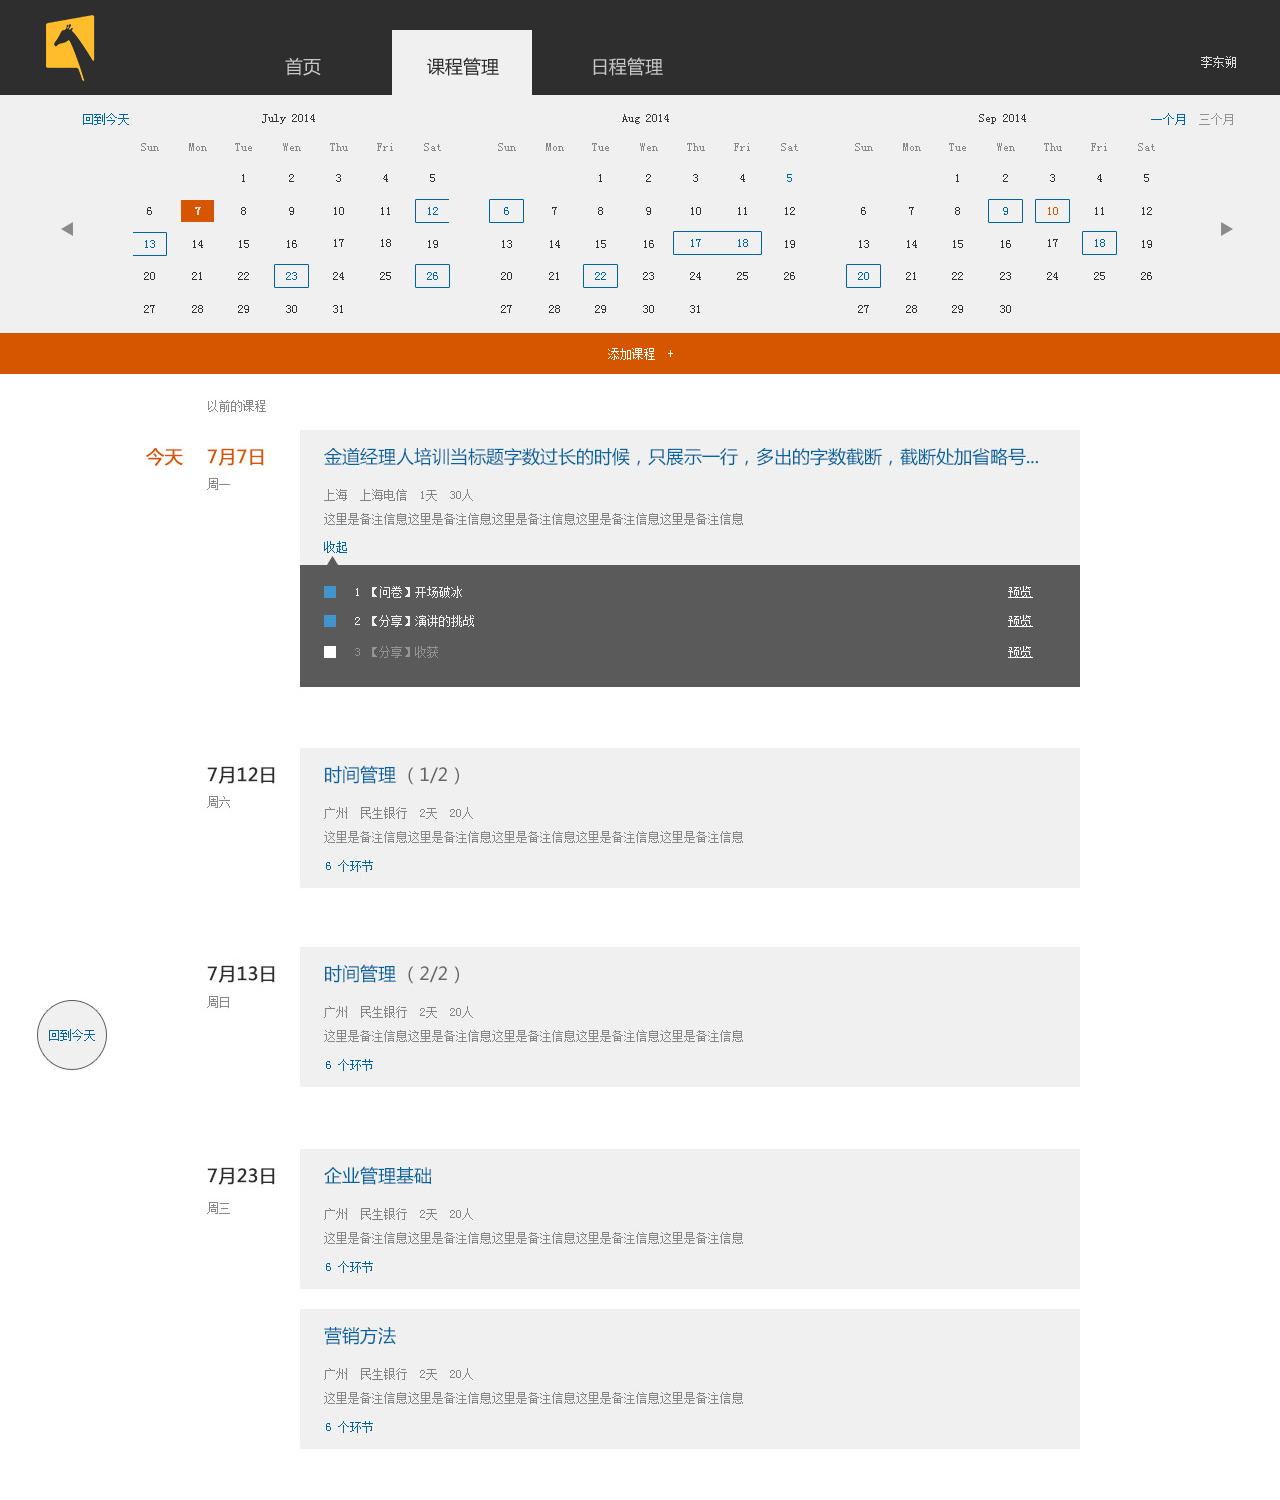 首页 课程管理 日程管理 李东朔
回到今天 July 2014 Aug 2014 Sep 2014 一个月 三个月
Sun Mon Tue Wen Thu Fri Sat Sun Mon Tue Wen Thu Fri Sat Sun Mon Tue Wen Thu Fri Sat
1 2 3 4 5 1 2 3 4 5 1 2 3 4 5
6 7 8 9 10 11 12 6 7 8 9 10 11 12 6 7 8 9 10 11 12
13 14 15 16 17 18 19 13 14 15 16 17 18 19 13 14 15 16 17 18 19
20 21 22 23 24 25 26 20 21 22 23 24 25 26 20 21 22 23 24 25 26
27 28 29 30 31 27 28 29 30 31 27 28 29 30
添加课程 +
以前的课程
今天 7月7日 金道经理人培训当标题字数过长的时候，只展示一行，多出的字数截断，截断处加省略号...
周一
上海 上海电信 1天 30人
这里是备注信息这里是备注信息这里是备注信息这里是备注信息这里是备注信息
收起
1 【问卷】开场破冰 预览
2 【分享】演讲的挑战 预览
3 【分享】收获 预览
7月12日 时间管理（1/2）
周六
广州 民生银行 2天 20人
这里是备注信息这里是备注信息这里是备注信息这里是备注信息这里是备注信息
6 个环节
7月13日 时间管理（2/2）
周日
广州 民生银行 2天 20人
这里是备注信息这里是备注信息这里是备注信息这里是备注信息这里是备注信息
回到今天
6 个环节
7月23日 企业管理基础
周三
广州 民生银行 2天 20人
这里是备注信息这里是备注信息这里是备注信息这里是备注信息这里是备注信息
6 个环节
营销方法
广州 民生银行 2天 20人
这里是备注信息这里是备注信息这里是备注信息这里是备注信息这里是备注信息
6 个环节